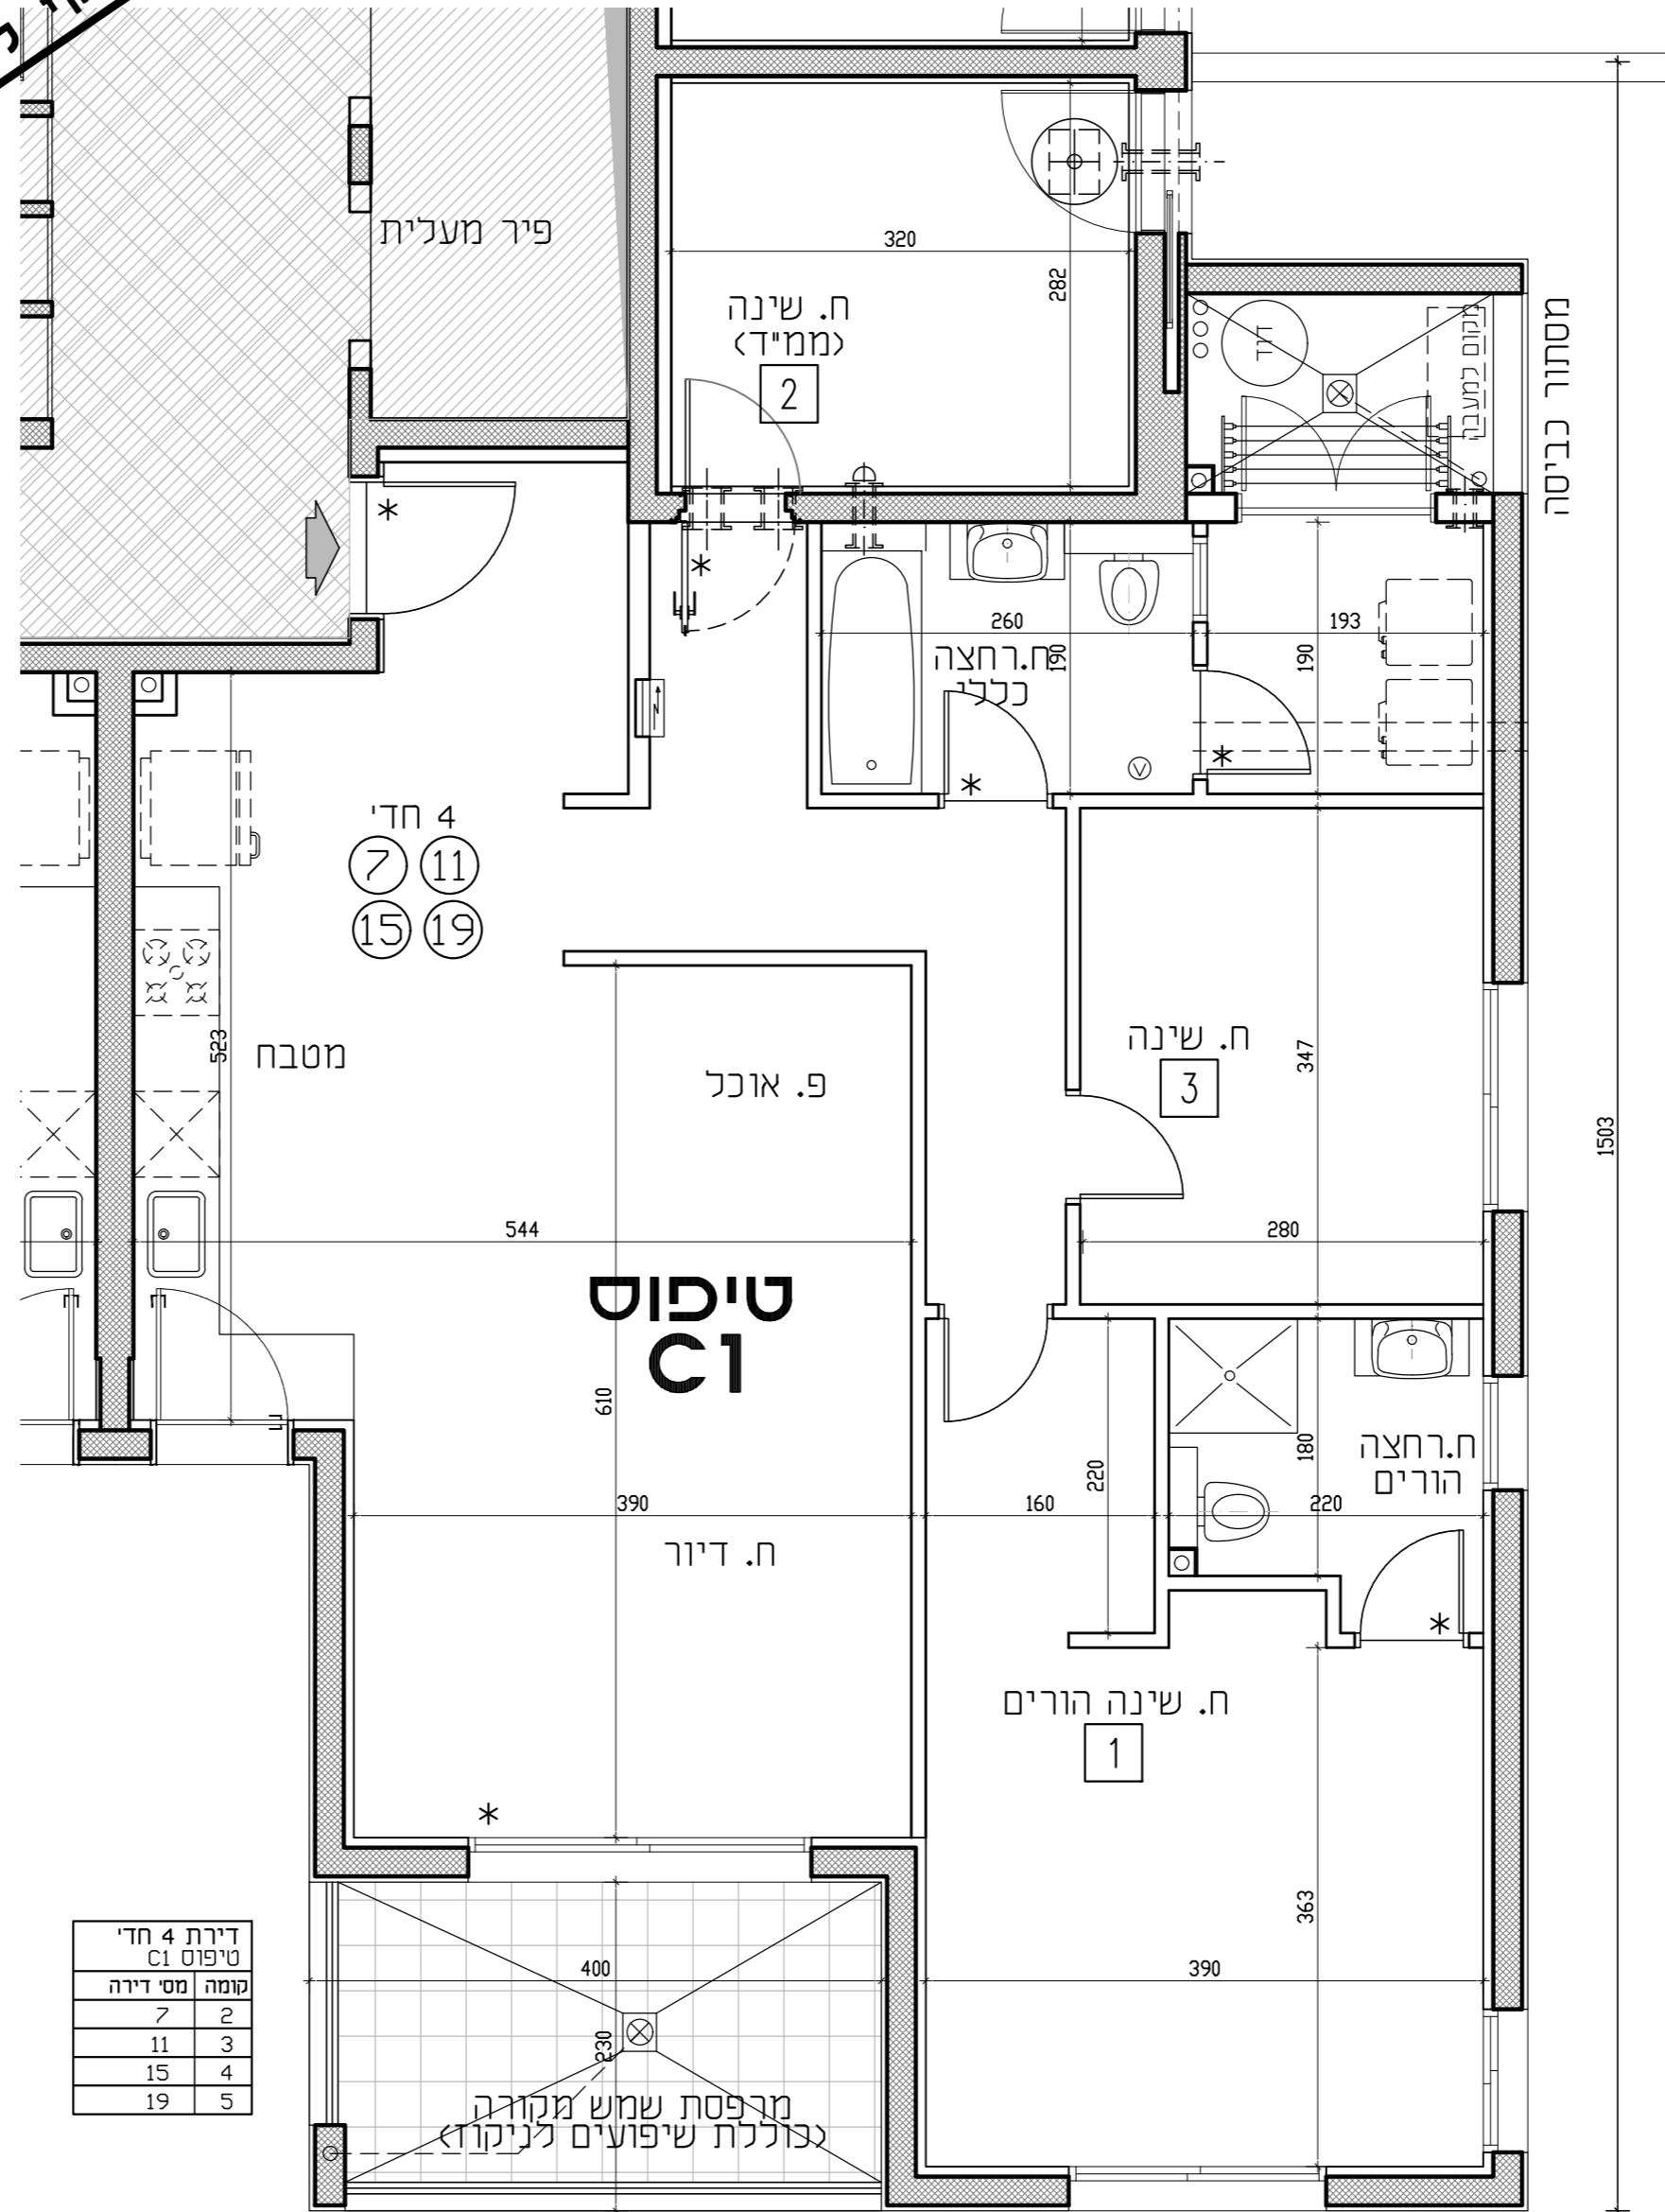 פיר מעלית
320
282
ח. שינה
(ממ"ד)
2
דוד
מקום למעבה
מסתור כביסה
260
190
ח.רחצה
כללי
193
190
4 חד'
7 11
15 19
523
מטבח
פ. אוכל
ח. שינה
3
347
1503
544
280
טיפוס
C1
610
220
180
ח.רחצה
הורים
390
160
220
ח. דיור
ח. שינה הורים
1
363
דירת 4 חד'
טיפוס C1
קומה מס' דירה
2 7
3 11
4 15
5 19
400
390
230
מרפסת שמש מקורה
(כוללת שיפועים לניקוז)